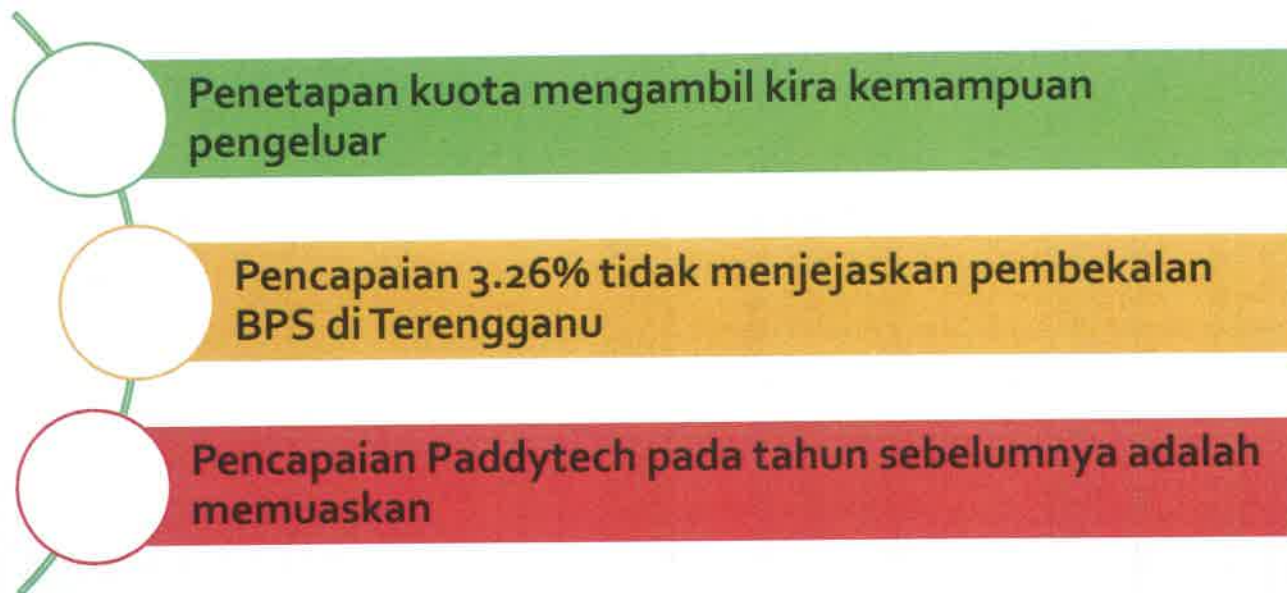 Penetapan kuota mengambil kira kemampuan
pengeluar
Pencapaian 3.26% tidak menjejaskan pembekalan
BPS di Terengganu
Pencapaian Paddytech pada tahun sebelumnya adalah
memuaskan